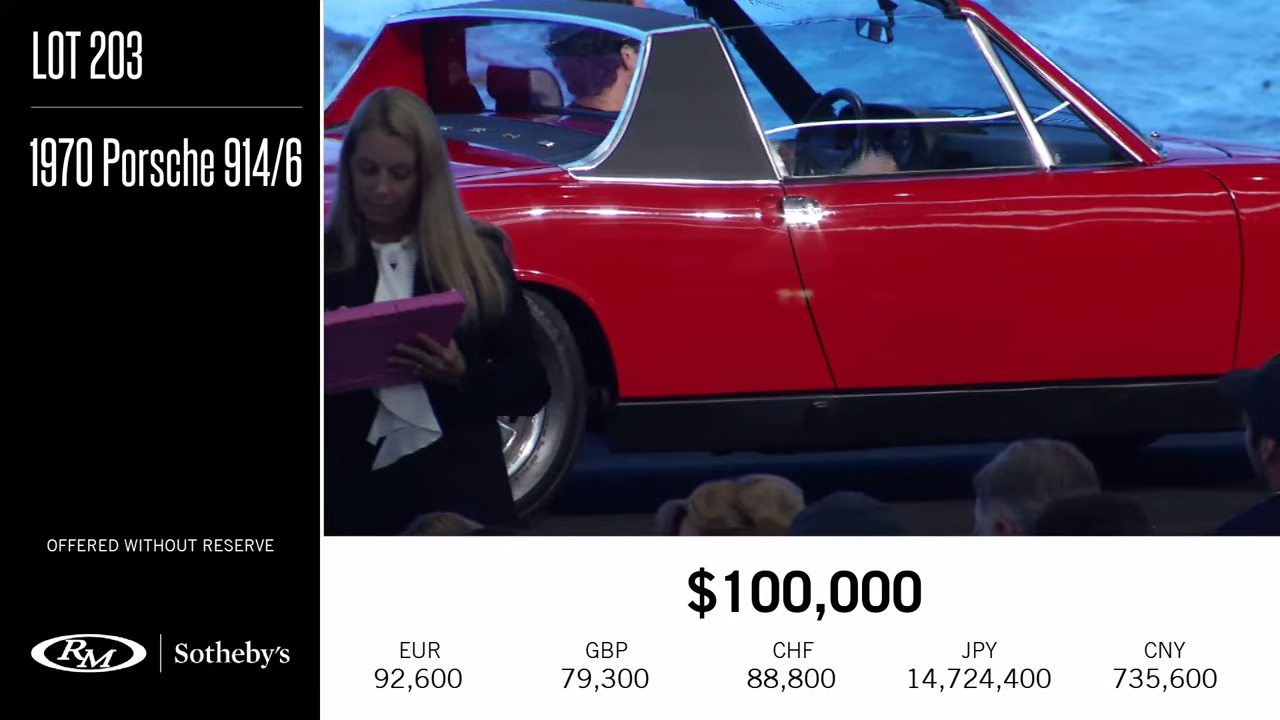 LOT 203
1970 Porsche 914/6
OFFERED WITHOUT RESERVE
RM
Sotheby's
$100,000
EUR
92,600
GBP
79,300
CHF
88,800
JPY
14,724,400
CNY
735,600